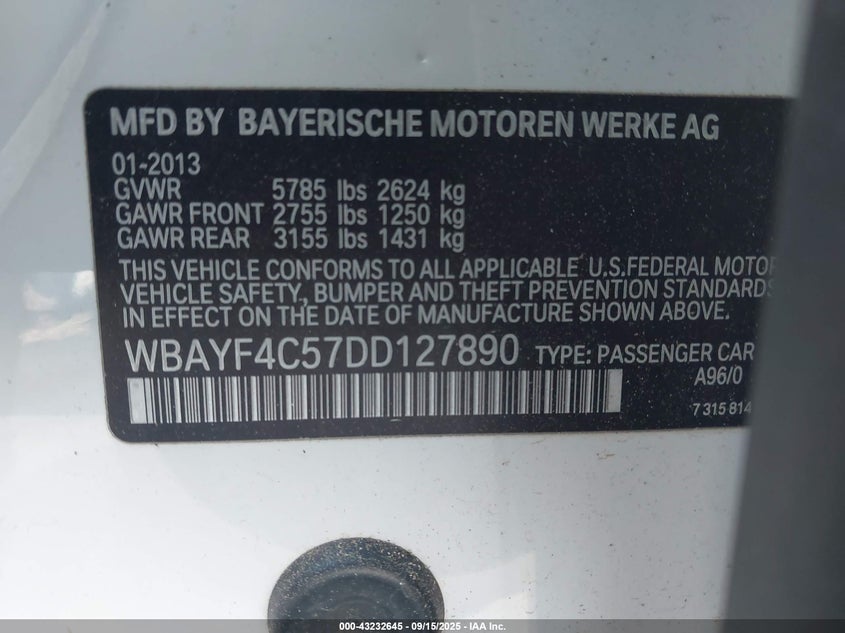 MFD BY BAYERISCHE MOTOREN WERKE AG
01-2013
GVWR 5785 lbs 2624 kg
GAWR FRONT 2755 lbs 1250 kg
GAWR REAR 3155 lbs 1431 kg
THIS VEHICLE CONFORMS TO ALL APPLICABLE U.S.FEDERAL MOTOR
VEHICLE SAFETY, BUMPER AND THEFT PREVENTION STANDARDS
IN EFFECT ON THE DATE OF MANUFACTURE SHOWN ABOVE.
WBAYF4C57DD127890 TYPE: PASSENGER CAR
A96/0
7 315 814
000-43232645 - 09/15/2025 - IAA Inc.